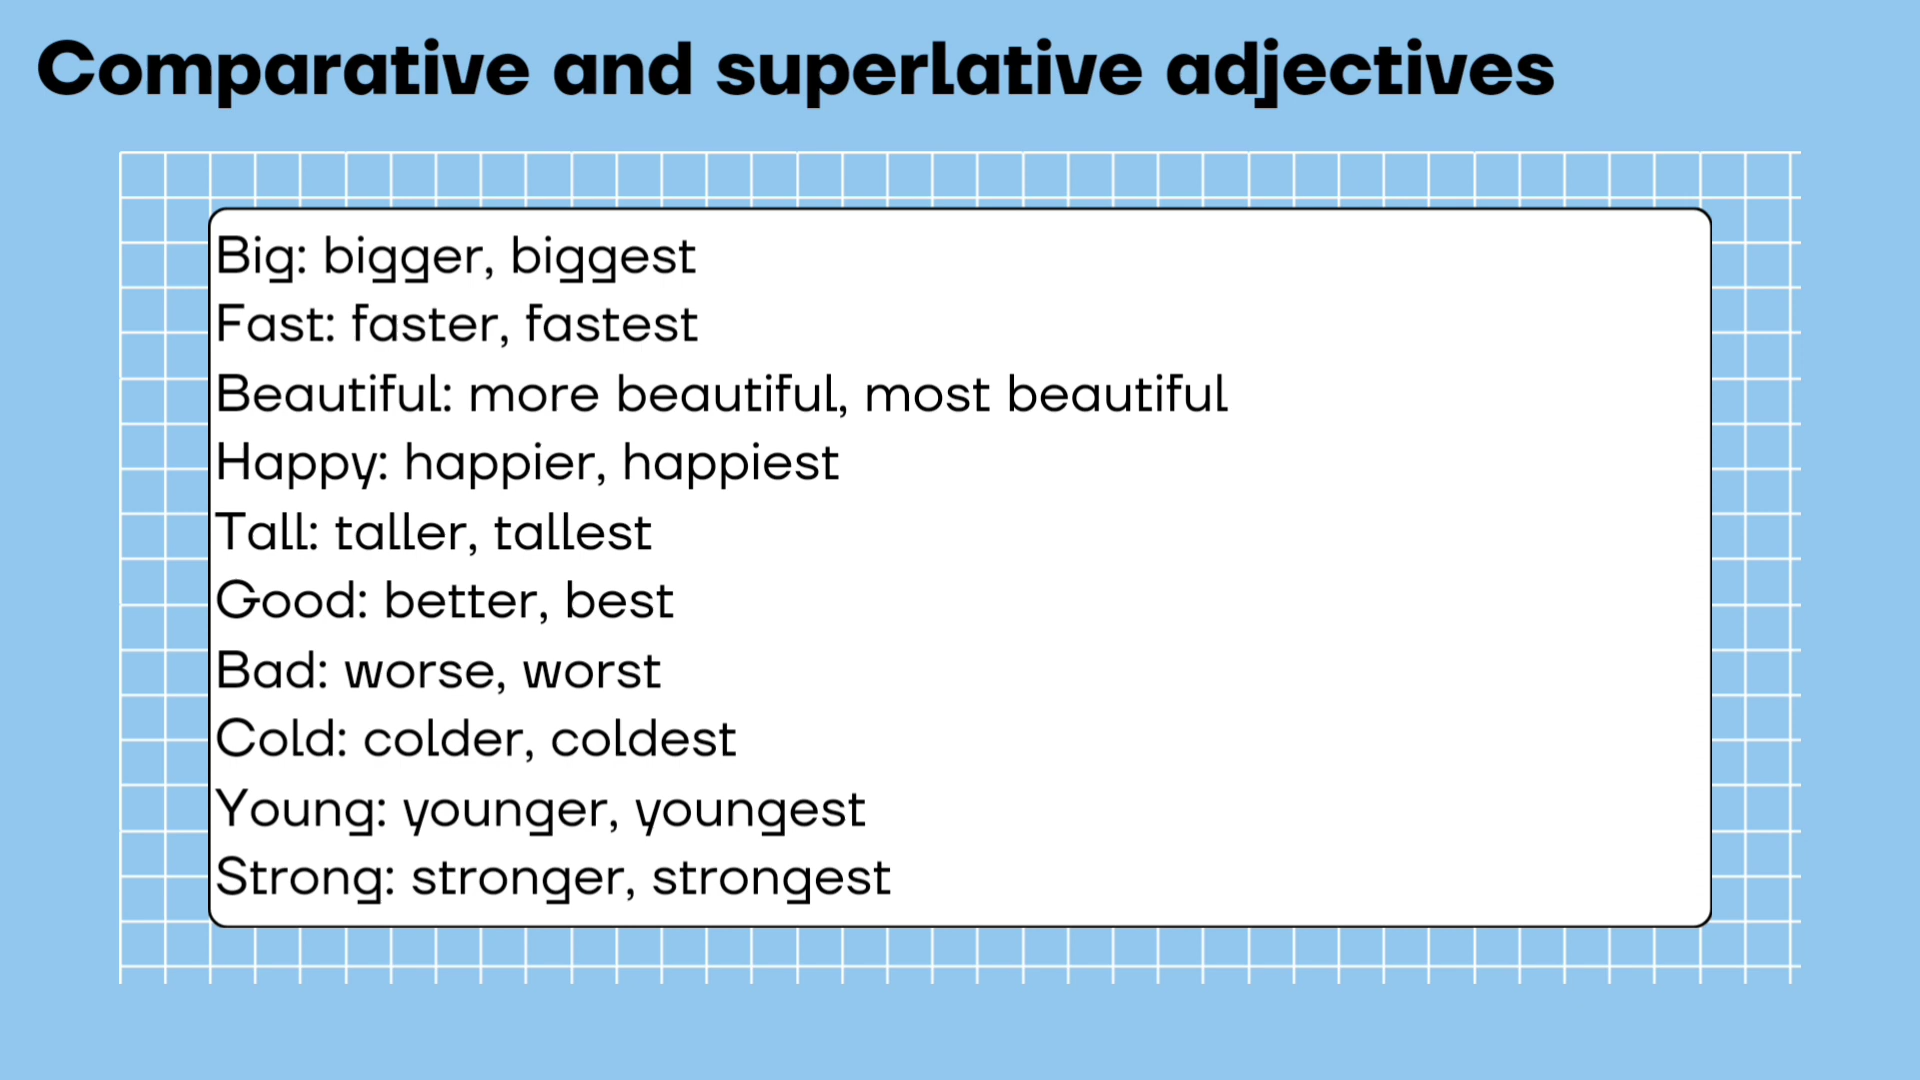 Comparative and superlative adjectives
Big: bigger, biggest
Fast: faster, fastest
Beautiful: more beautiful, most beautiful
Happy: happier, happiest
Tall: taller, tallest
Good: better, best
Bad: worse, worst
Cold: colder, coldest
Young: younger, youngest
Strong: stronger, strongest